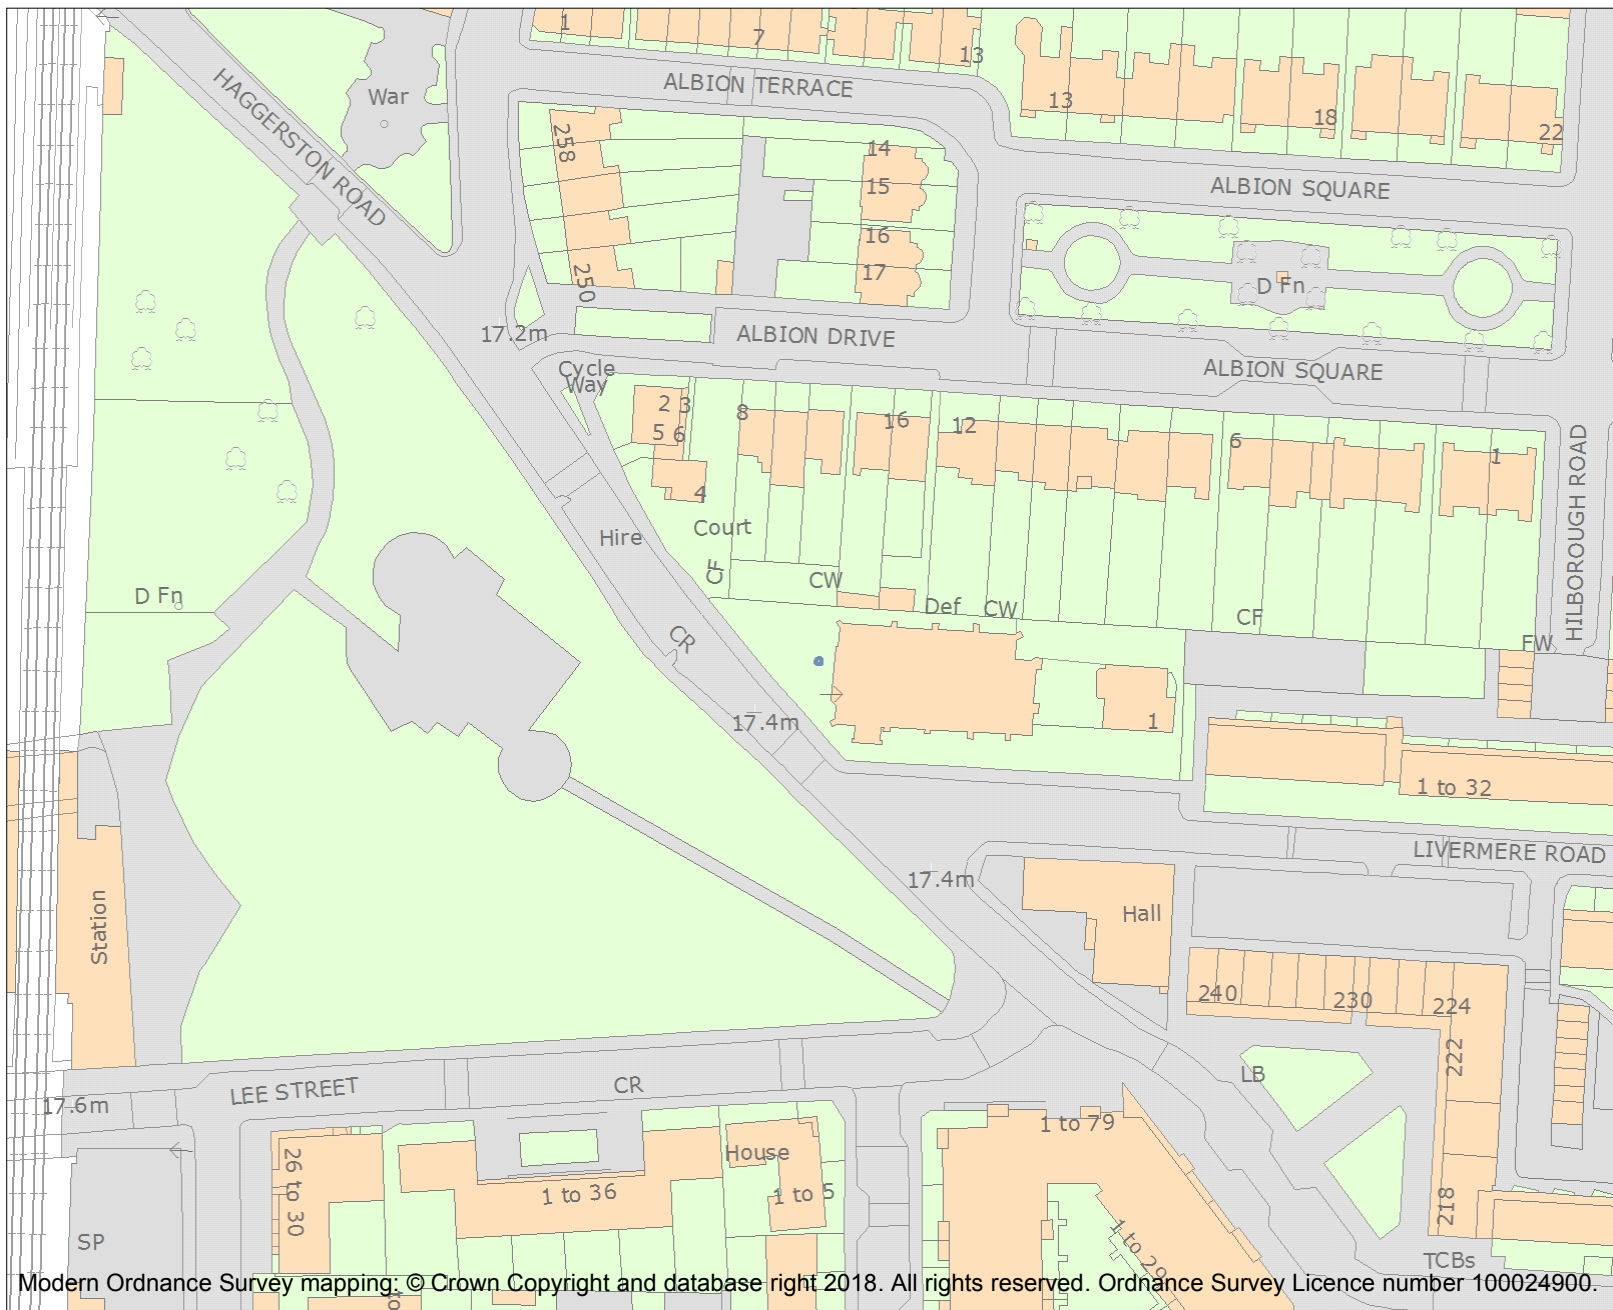 1
7
13
War
ALBION TERRACE
13
18
22
HAGGERSTON ROAD
258
14
15
16
17
250
ALBION SQUARE
D Fn
17.2m
ALBION DRIVE
ALBION SQUARE
Cycle
Way
2 3
5 6
4
8
16
12
6
1
HILBOROUGH ROAD
Hire
Court
CF
CW
Def
CW
CF
FW
D Fn
CR
17.4m
1
1 to 32
LIVERMERE ROAD
17.4m
Hall
Station
240
230
224
222
218
LB
LEE STREET
CR
17.6m
1 to 79
House
26 to 30
1 to 36
1 to 5
1 to 29
SP
TCBs
to
Modern Ordnance Survey mapping: © Crown Copyright and database right 2018. All rights reserved. Ordnance Survey Licence number 100024900.